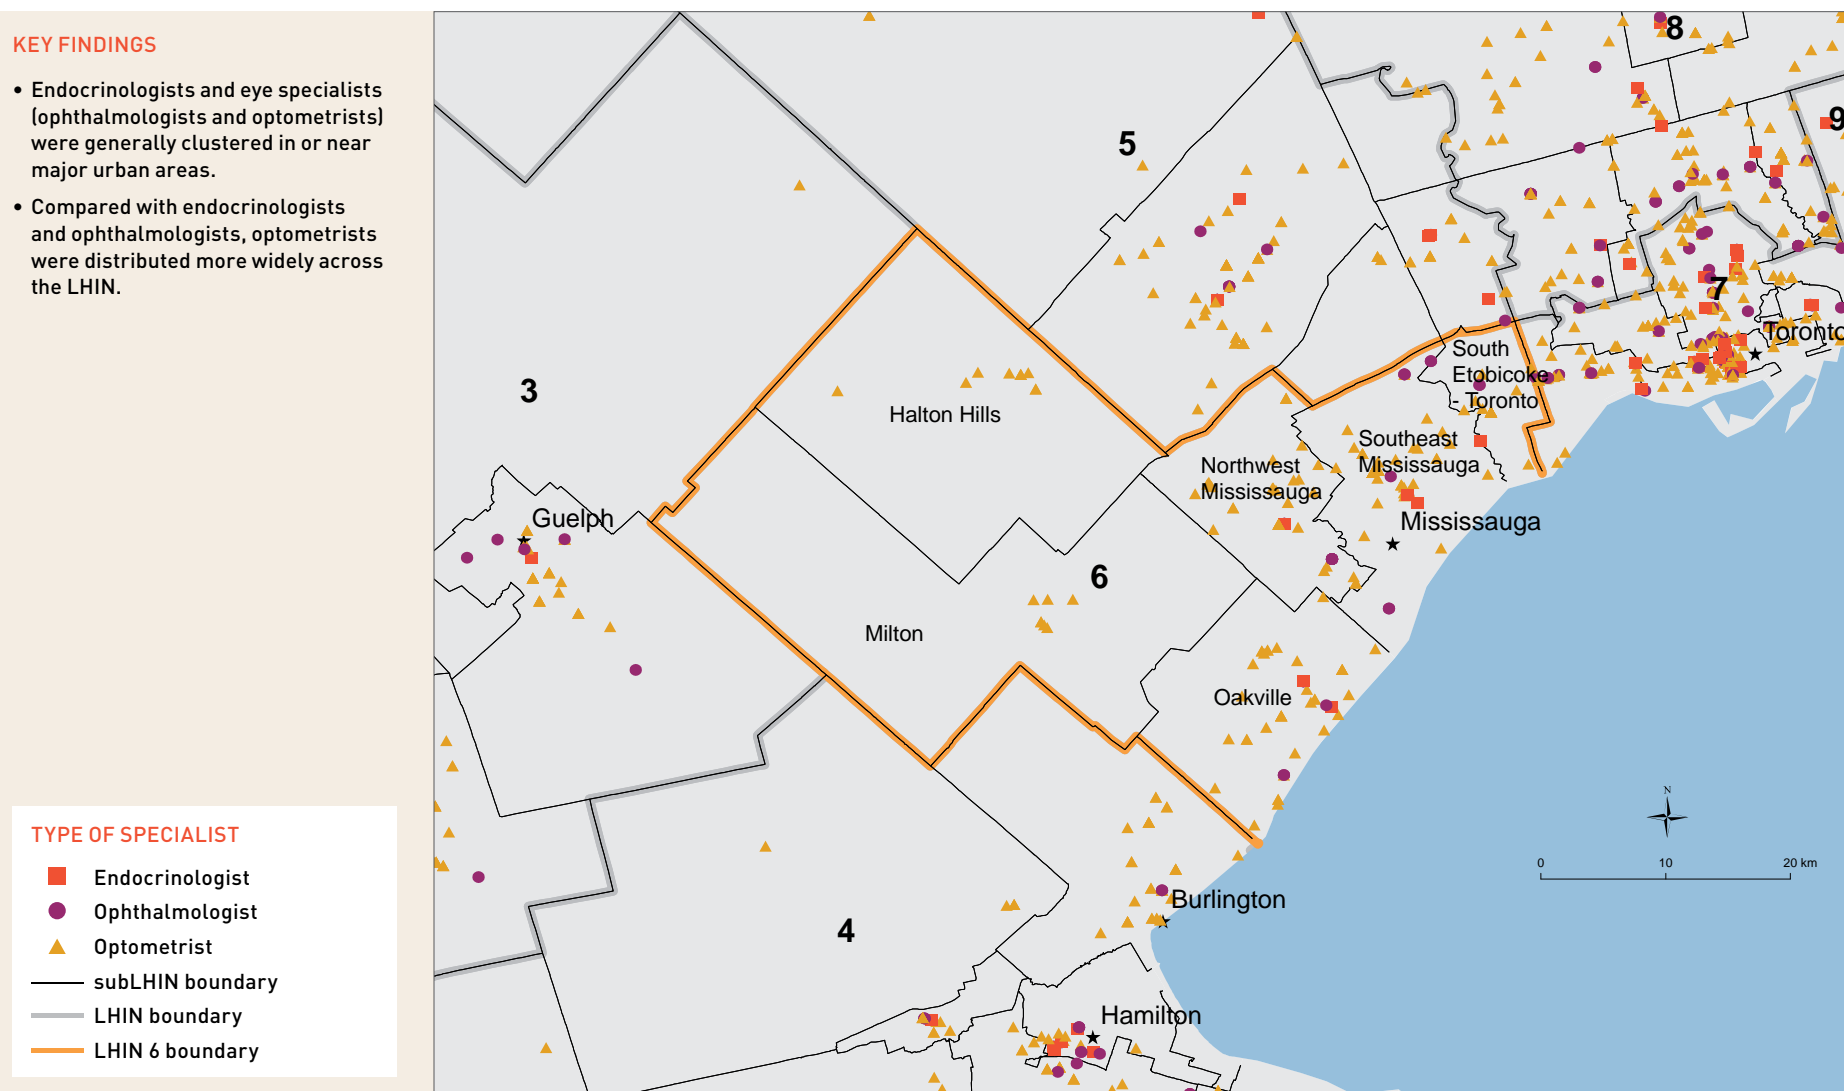 KEY FINDINGS
• Endocrinologists and eye specialists
(ophthalmologists and optometrists)
were generally clustered in or near
major urban areas.
• Compared with endocrinologists
and ophthalmologists, optometrists
were distributed more widely across
the LHIN.
TYPE OF SPECIALIST
Endocrinologist
Ophthalmologist
Optometrist
subLHIN boundary
LHIN boundary
LHIN 6 boundary
8
9
5
7
Toronto
South
Etobicoke
- Toronto
3
Halton Hills
Southeast
Mississauga
Northwest
Mississauga
Guelph
Mississauga
6
Milton
Oakville
N
0 10 20 km
Burlington
4
Hamilton